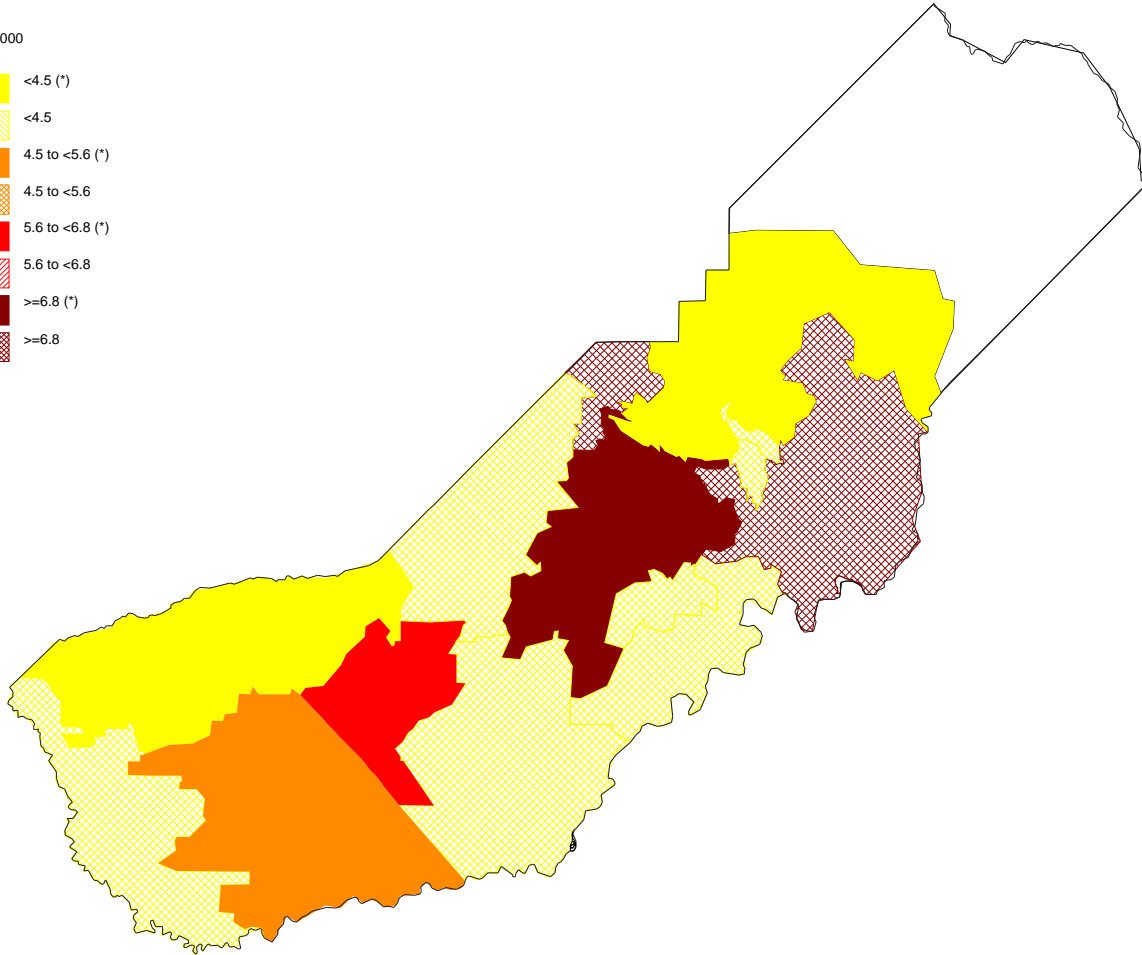 000
<4.5 (*)
<4.5
4.5 to <5.6 (*)
4.5 to <5.6
5.6 to <6.8 (*)
5.6 to <6.8
>=6.8 (*)
>=6.8